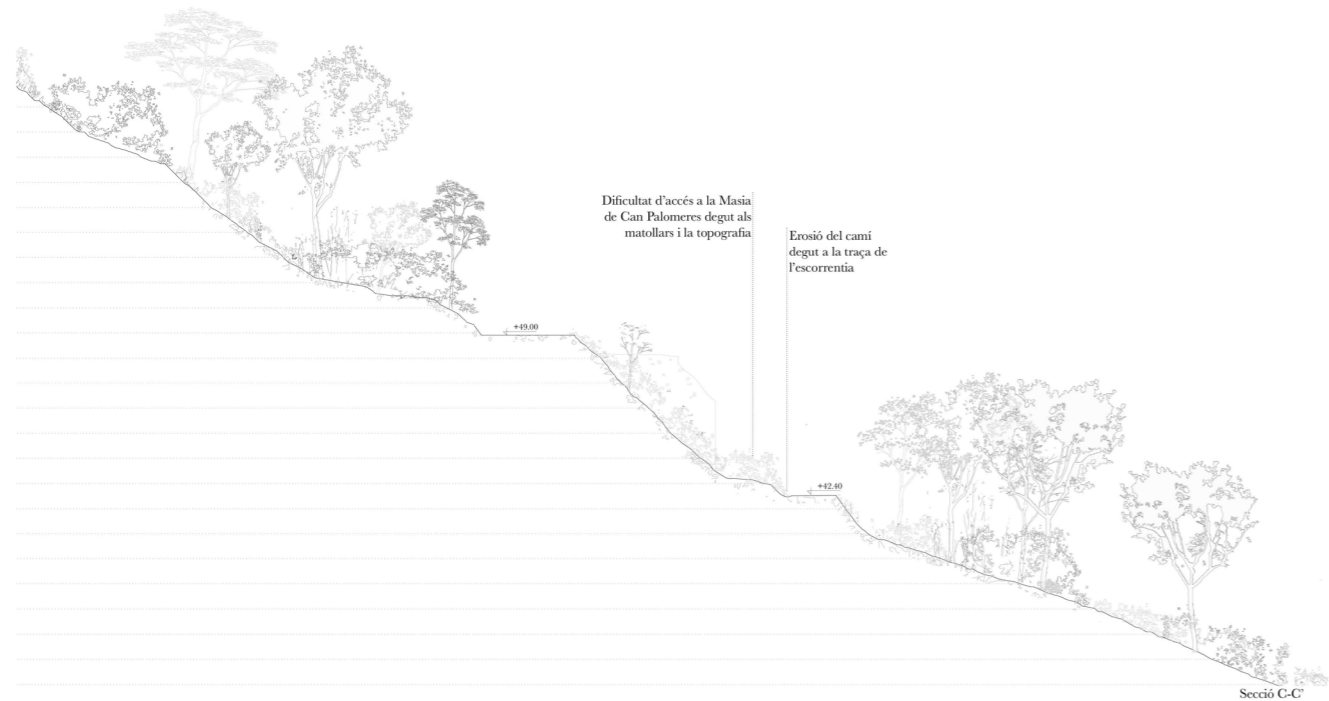 Dificultat d'accés a la Masia
de Can Palomeres degut als
matollars i la topografia
Erosió del camí
degut a la traça de
l'escorrentia
+49.00
+42.40
Secció C-C'